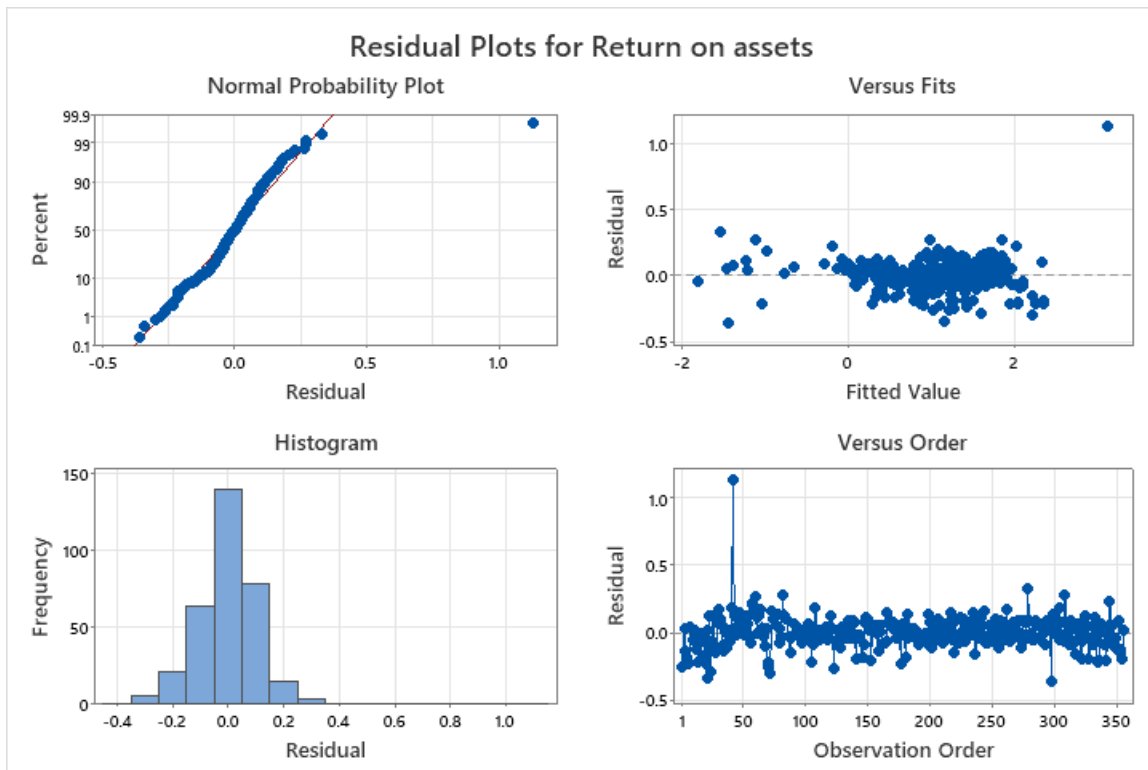 Residual Plots for Return on assets
Normal Probability Plot
99.9
99
90
50
10
1
0.1
Percent
-0.5 0.0 0.5 1.0
Residual
Versus Fits
1.0
0.5
0.0
-0.5
Residual
-2 0 2
Fitted Value
Histogram
150
100
50
0
Frequency
-0.4 -0.2 0.0 0.2 0.4 0.6 0.8 1.0
Residual
Versus Order
1.0
0.5
0.0
-0.5
Residual
1 50 100 150 200 250 300 350
Observation Order